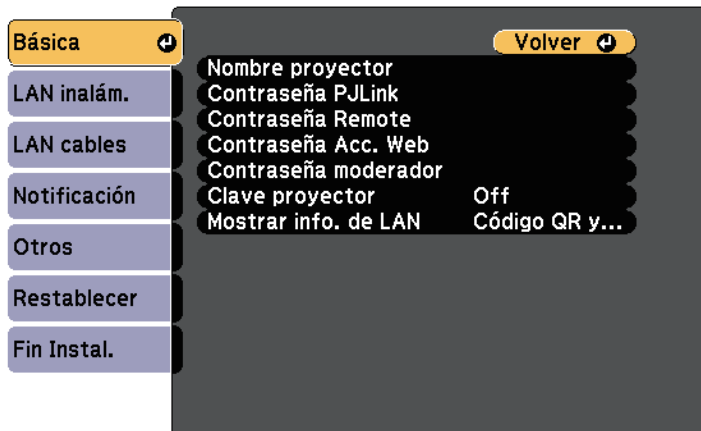 Básica
LAN inalám.
LAN cables
Notificación
Otros
Restablecer
Fin Instal.
Volver
Nombre proyector
Contraseña PJLink
Contraseña Remote
Contraseña Acc. Web
Contraseña moderador
Clave proyector Off
Mostrar info. de LAN Código QR y...